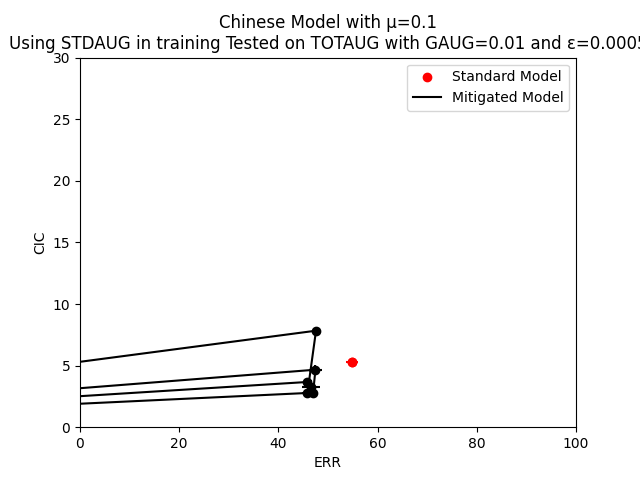 Chinese Model with μ=0.1
Using STDAUG in training Tested on TOTAUG with GAUG=0.01 and ε=0.0005
Standard Model
Mitigated Model
30
25
20
15
10
5
0
CIC
0 20 40 60 80 100
ERR